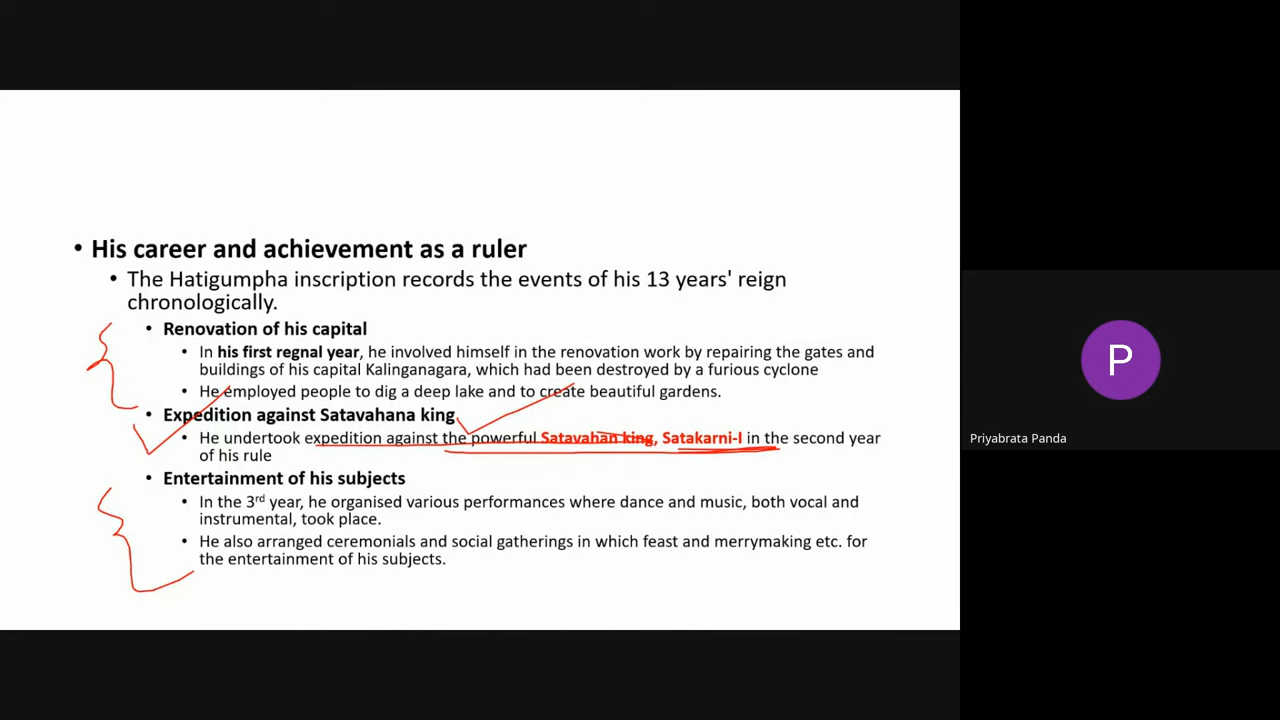 • His career and achievement as a ruler
• The Hatigumpha inscription records the events of his 13 years' reign
chronologically.
• Renovation of his capital
• In his first regnal year, he involved himself in the renovation work by repairing the gates and
buildings of his capital Kalinganagara, which had been destroyed by a furious cyclone
• He employed people to dig a deep lake and to create beautiful gardens.
• Expedition against Satavahana king
• He undertook expedition against the powerful Satavahan king, Satakarni-I in the second year
of his rule
• Entertainment of his subjects
• In the 3rd year, he organised various performances where dance and music, both vocal and
instrumental, took place.
• He also arranged ceremonials and social gatherings in which feast and merrymaking etc. for
the entertainment of his subjects.
P
Priyabrata Panda